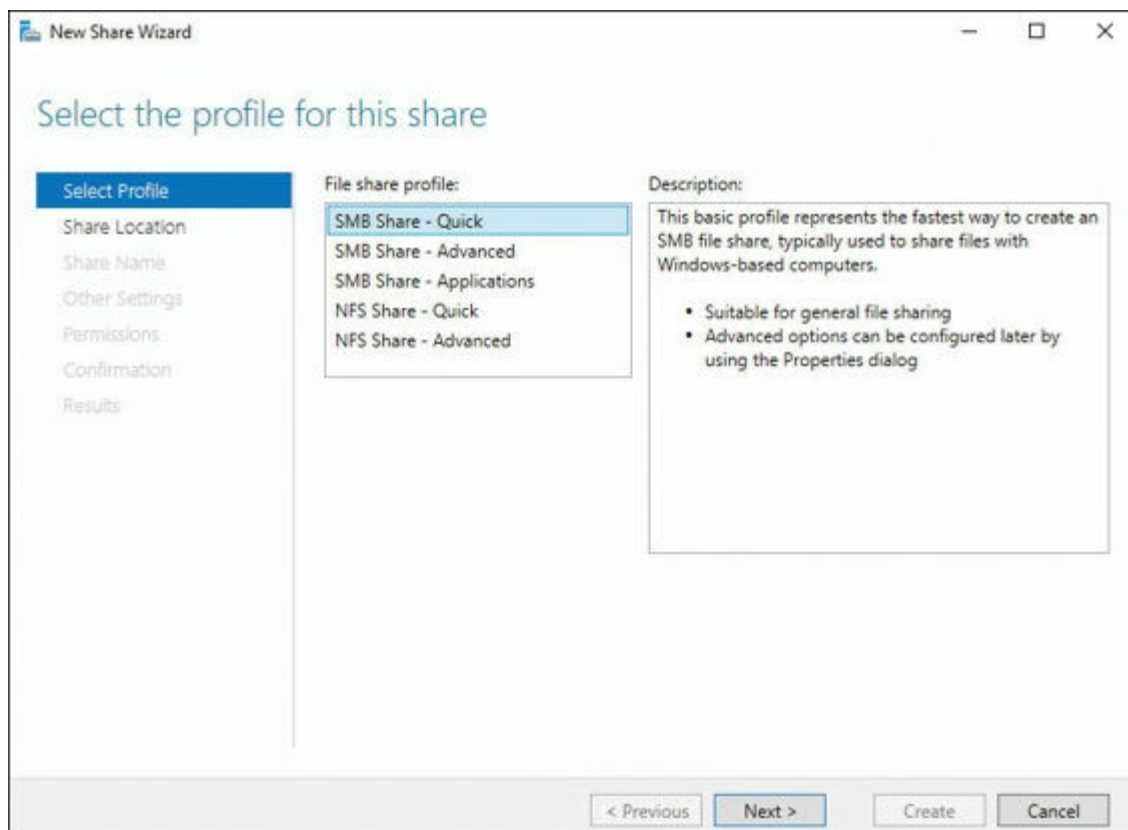 New Share Wizard
Select the profile for this share
Select Profile
Share Location
Share Name
Other Settings
Permissions
Confirmation
Results
File share profile:
SMB Share - Quick
SMB Share - Advanced
SMB Share - Applications
NFS Share - Quick
NFS Share - Advanced
Description:
This basic profile represents the fastest way to create an
SMB file share, typically used to share files with
Windows-based computers.
• Suitable for general file sharing
• Advanced options can be configured later by
using the Properties dialog
< Previous
Next >
Create
Cancel